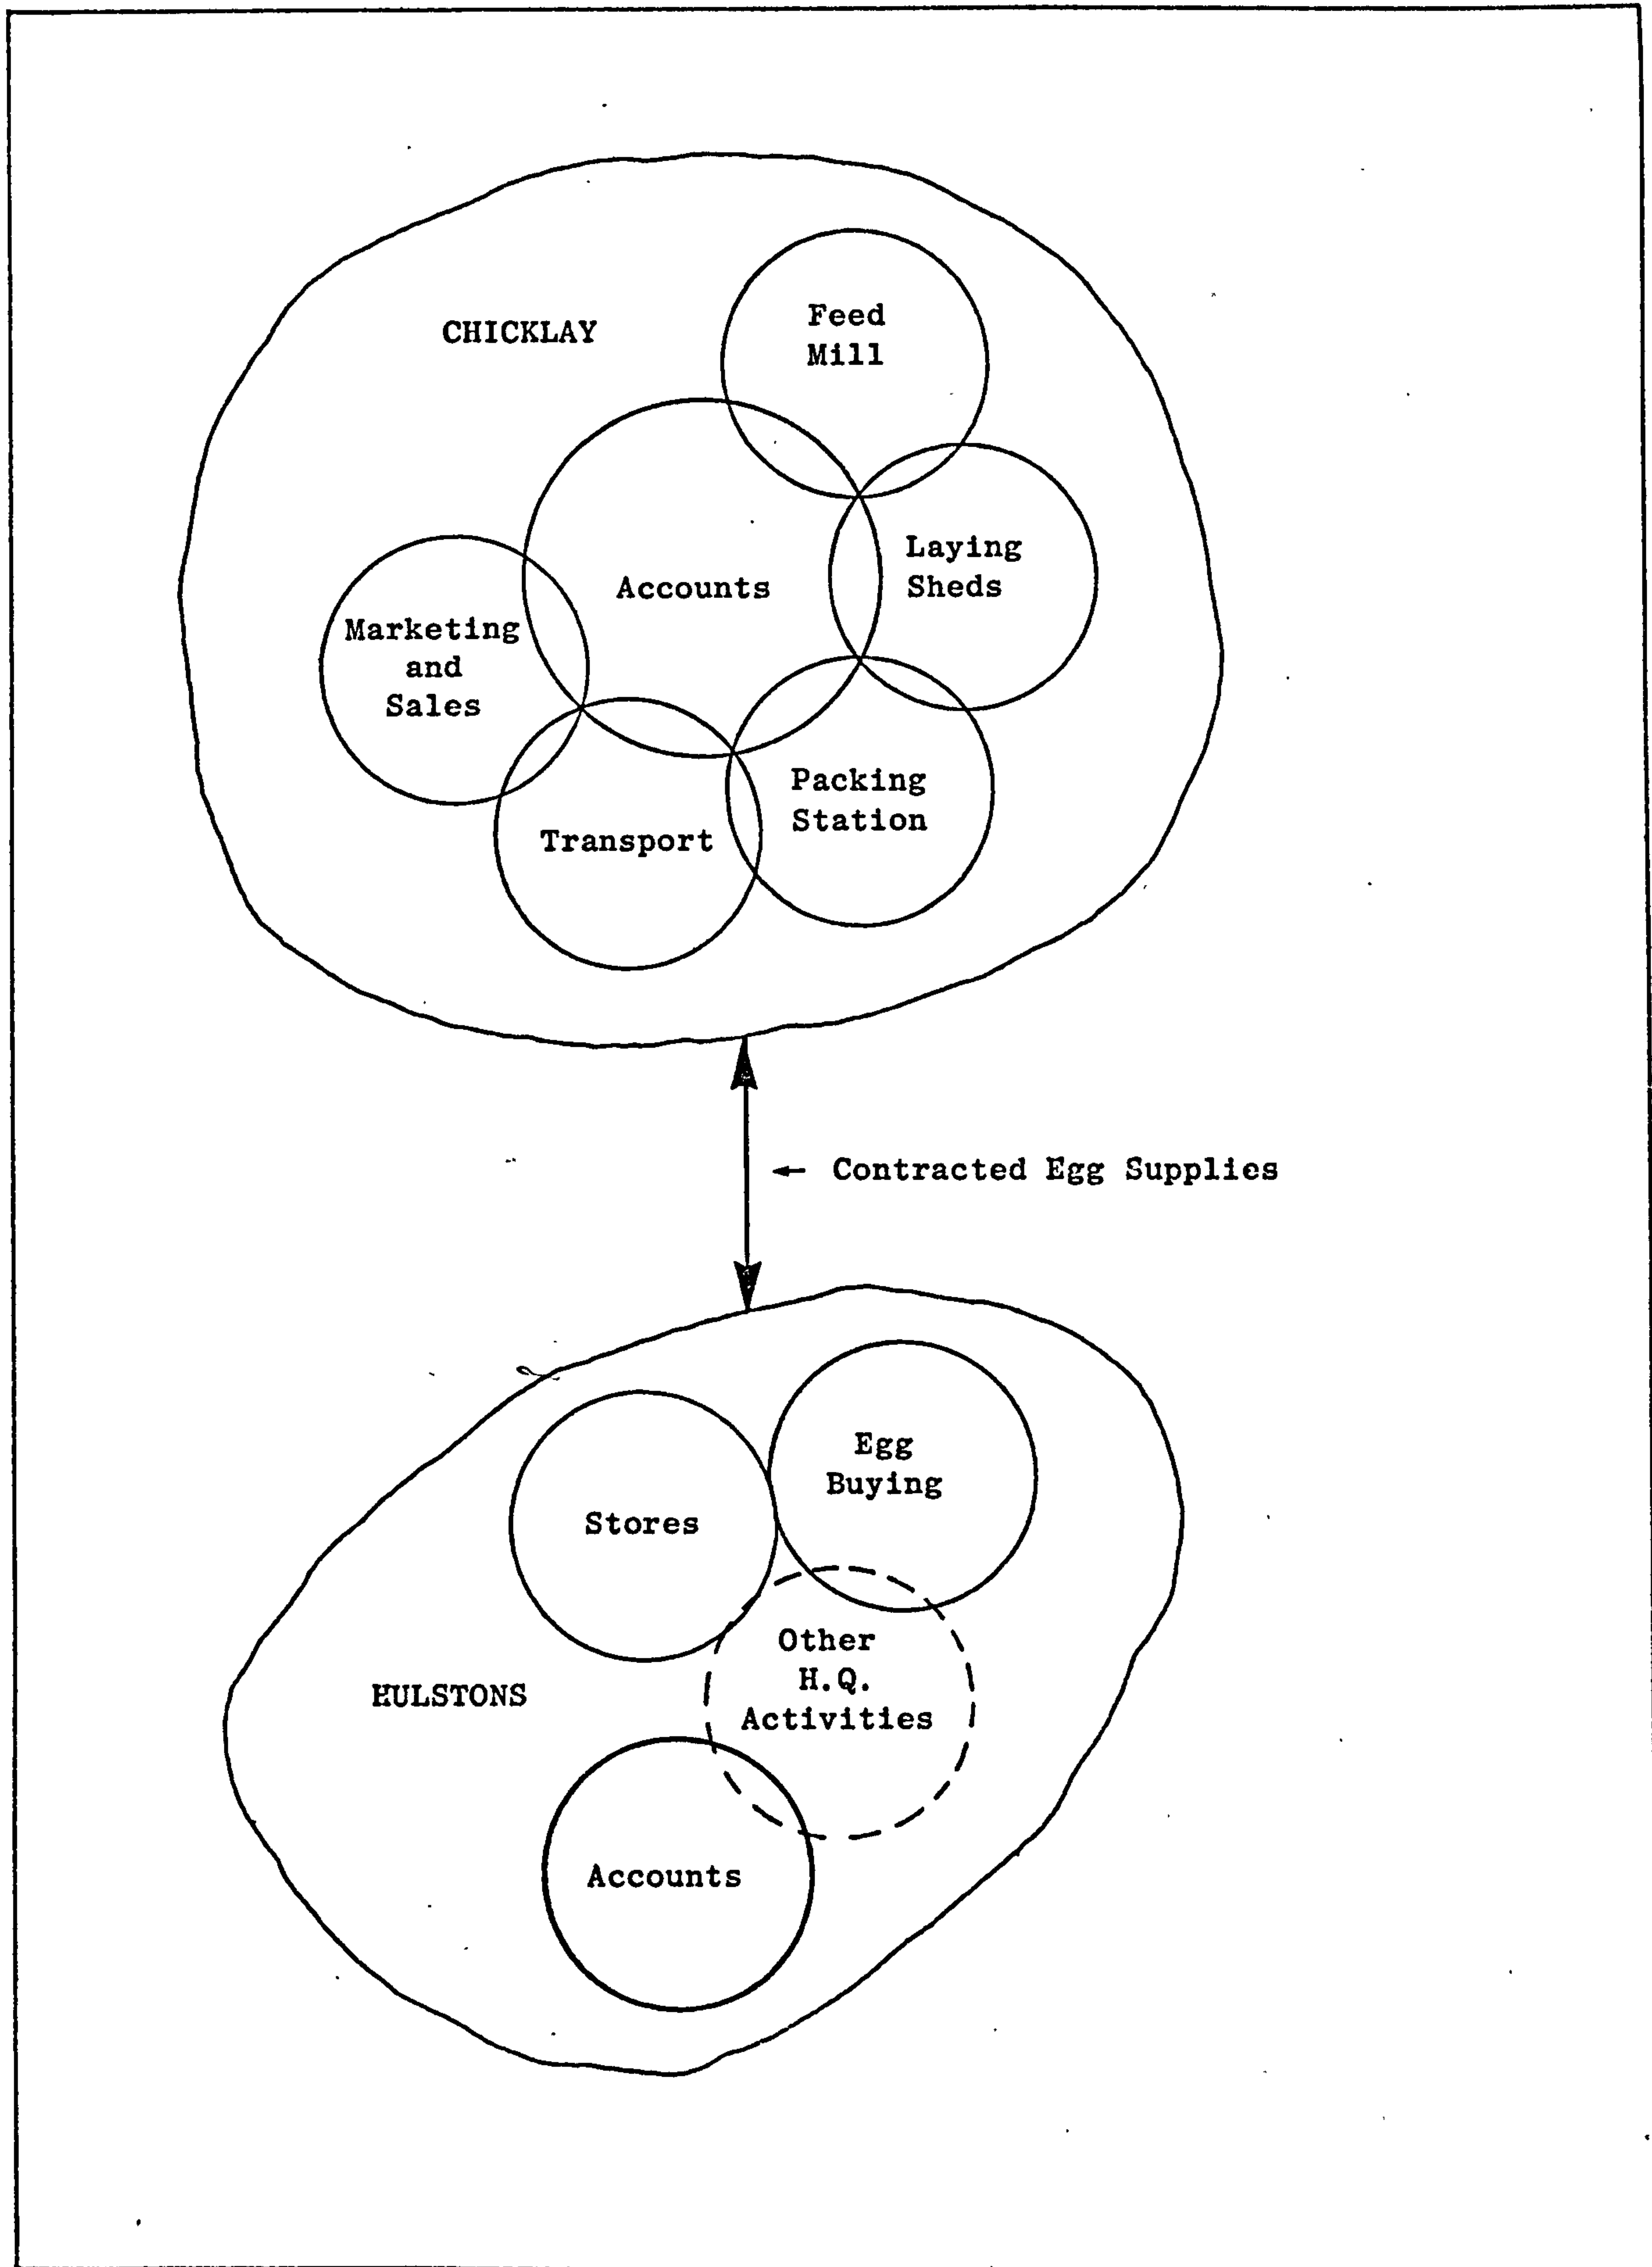 CHICKLAY
Feed
Mill
Accounts
Laying
Sheds
Marketing
and
Sales
Packing
Station
Transport
← Contracted Egg Supplies
Egg
Buying
Stores
Other
H.Q.
Activities
HULSTONS
Accounts